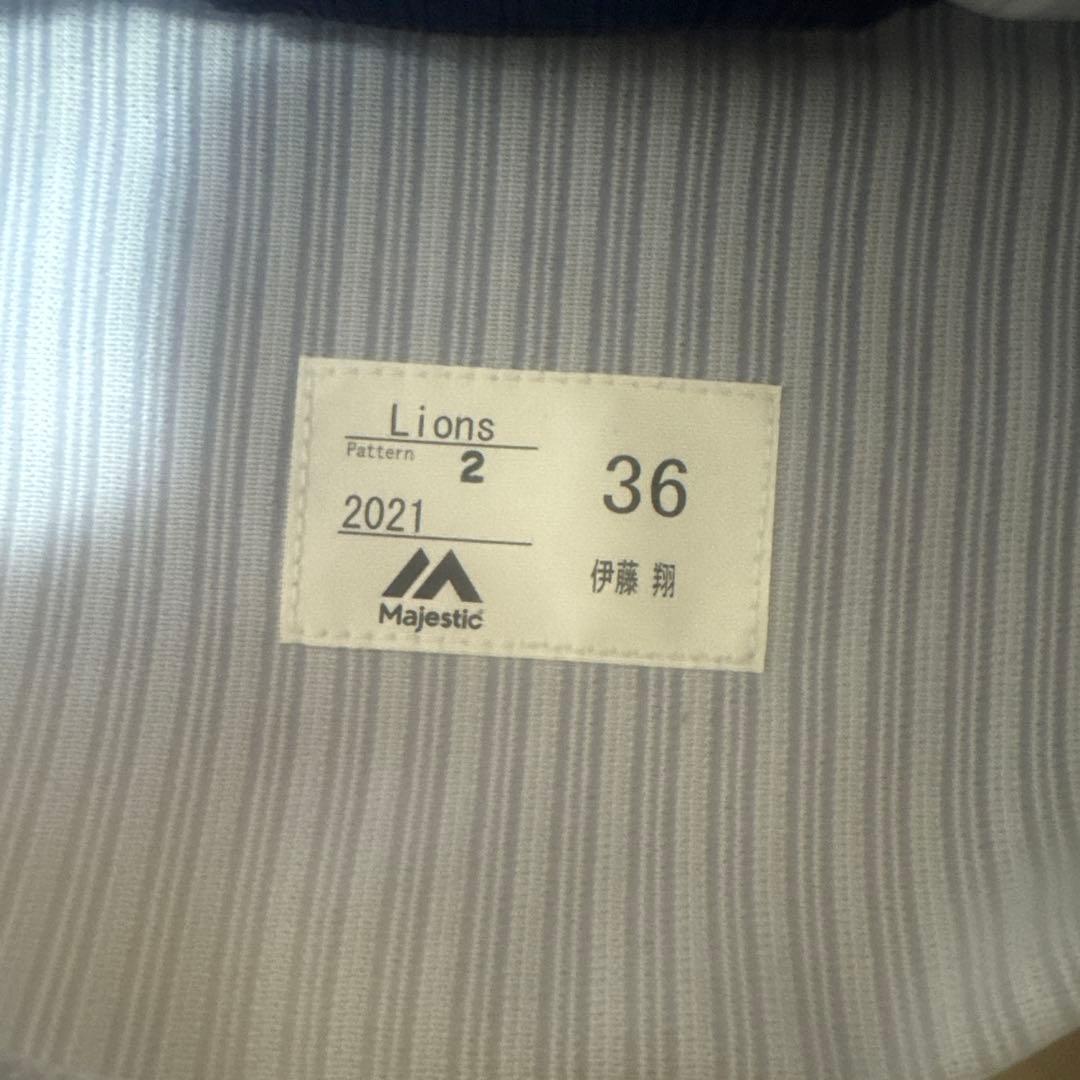 Lions
Pattern 2
2021
Majestic
36
伊藤 翔